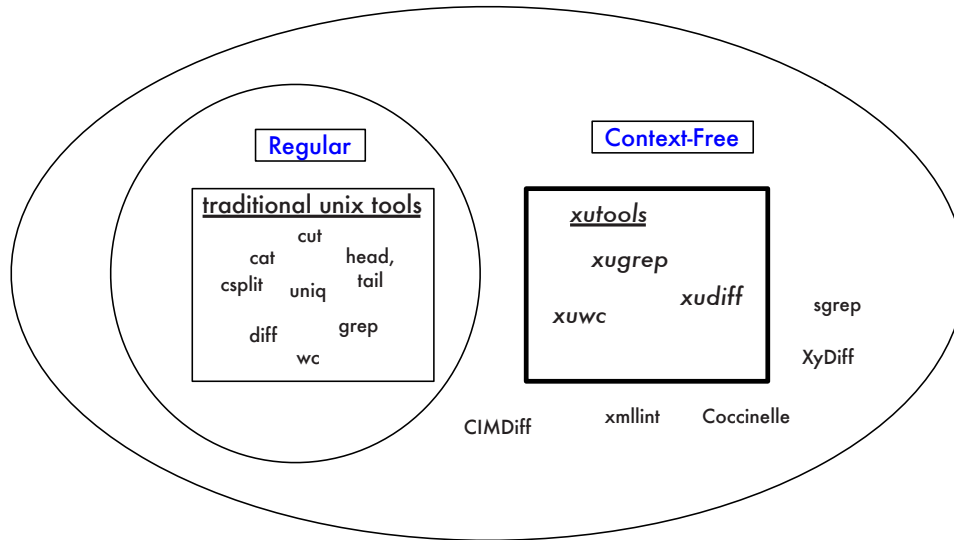 Regular
Context-Free
traditional unix tools
cut
cat
head,
tail
csplit
uniq
diff
grep
wc
xutools
xugrep
xudiff
xuwc
sgrep
XyDiff
CIMDiff
xmllint
Coccinelle